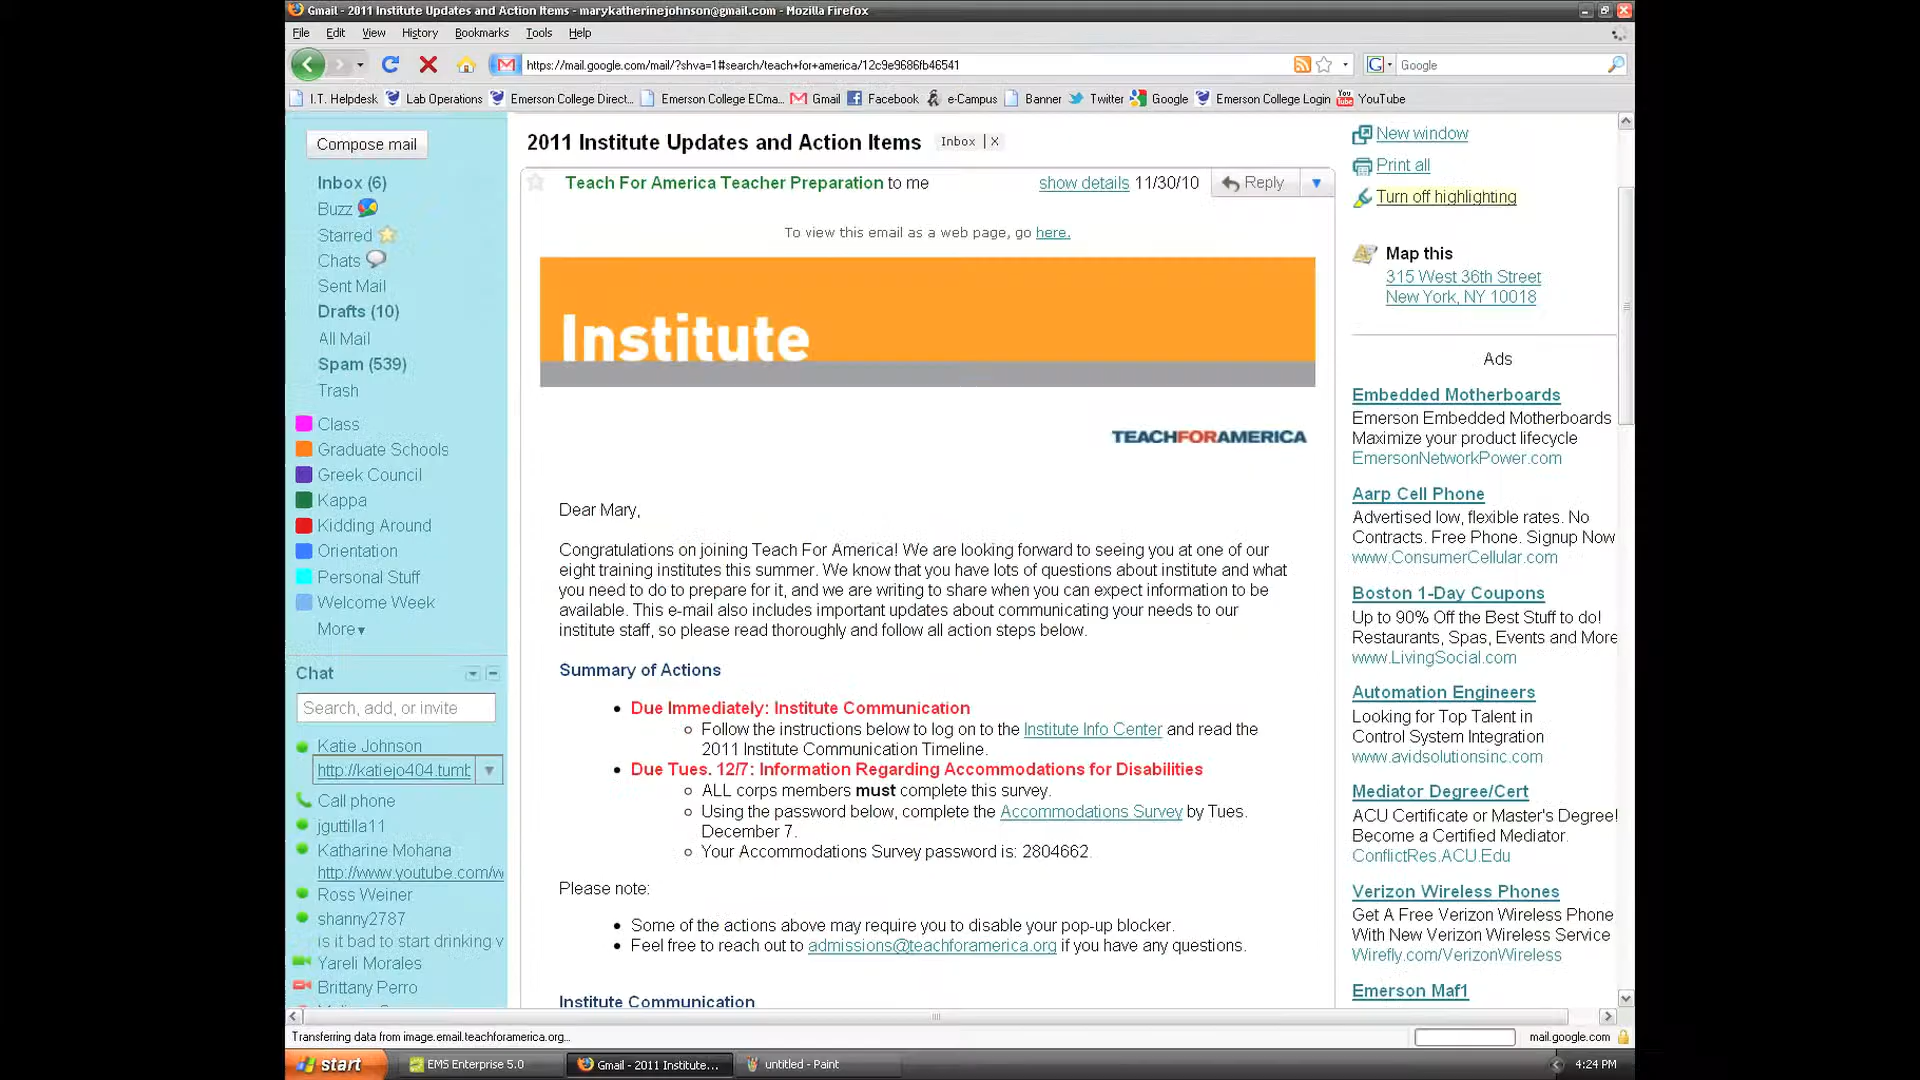 Gmail - 2011 Institute Updates and Action Items - marykatherinejohnson@gmail.com - Mozilla Firefox
File Edit View History Bookmarks Tools Help
https://mail.google.com/mail/?shva=1#search/teach+for+america/12c9e9686fb46541
Google
I.T. Helpdesk Lab Operations Emerson College Direct... Emerson College ECma... Gmail Facebook e-Campus Banner Twitter Google Emerson College Login YouTube
Compose mail
Inbox (6)
Buzz
Starred
Chats
Sent Mail
Drafts (10)
All Mail
Spam (539)
Trash
Class
Graduate Schools
Greek Council
Kappa
Kidding Around
Orientation
Personal Stuff
Welcome Week
More▾
Chat
Search, add, or invite
Katie Johnson
http://katiejo404.tumb
Call phone
jguttilla11
Katharine Mohana
http://www.youtube.com/w
Ross Weiner
shanny2787
is it bad to start drinking v
Yareli Morales
Brittany Perro
2011 Institute Updates and Action Items Inbox | X
Teach For America Teacher Preparation to me show details 11/30/10 Reply
To view this email as a web page, go here.
Institute
TEACHFORAMERICA
Dear Mary,
Congratulations on joining Teach For America! We are looking forward to seeing you at one of our
eight training institutes this summer. We know that you have lots of questions about institute and what
you need to do to prepare for it, and we are writing to share when you can expect information to be
available. This e-mail also includes important updates about communicating your needs to our
institute staff, so please read thoroughly and follow all action steps below.
Summary of Actions
• Due Immediately: Institute Communication
○ Follow the instructions below to log on to the Institute Info Center and read the
2011 Institute Communication Timeline.
• Due Tues. 12/7: Information Regarding Accommodations for Disabilities
○ ALL corps members must complete this survey.
○ Using the password below, complete the Accommodations Survey by Tues.
December 7.
○ Your Accommodations Survey password is: 2804662.
Please note:
• Some of the actions above may require you to disable your pop-up blocker.
• Feel free to reach out to admissions@teachforamerica.org if you have any questions.
Institute Communication
New window
Print all
Turn off highlighting
Map this
315 West 36th Street
New York, NY 10018
Ads
Embedded Motherboards
Emerson Embedded Motherboards
Maximize your product lifecycle
EmersonNetworkPower.com
Aarp Cell Phone
Advertised low, flexible rates. No
Contracts. Free Phone. Signup Now
www.ConsumerCellular.com
Boston 1-Day Coupons
Up to 90% Off the Best Stuff to do!
Restaurants, Spas, Events and More
www.LivingSocial.com
Automation Engineers
Looking for Top Talent in
Control System Integration
www.avidsolutionsinc.com
Mediator Degree/Cert
ACU Certificate or Master's Degree!
Become a Certified Mediator.
ConflictRes.ACU.Edu
Verizon Wireless Phones
Get A Free Verizon Wireless Phone
With New Verizon Wireless Service
Wirefly.com/VerizonWireless
Emerson Maf1
Transferring data from image.email.teachforamerica.org...
mail.google.com
start EMS Enterprise 5.0 Gmail - 2011 Institute... untitled - Paint 4:24 PM